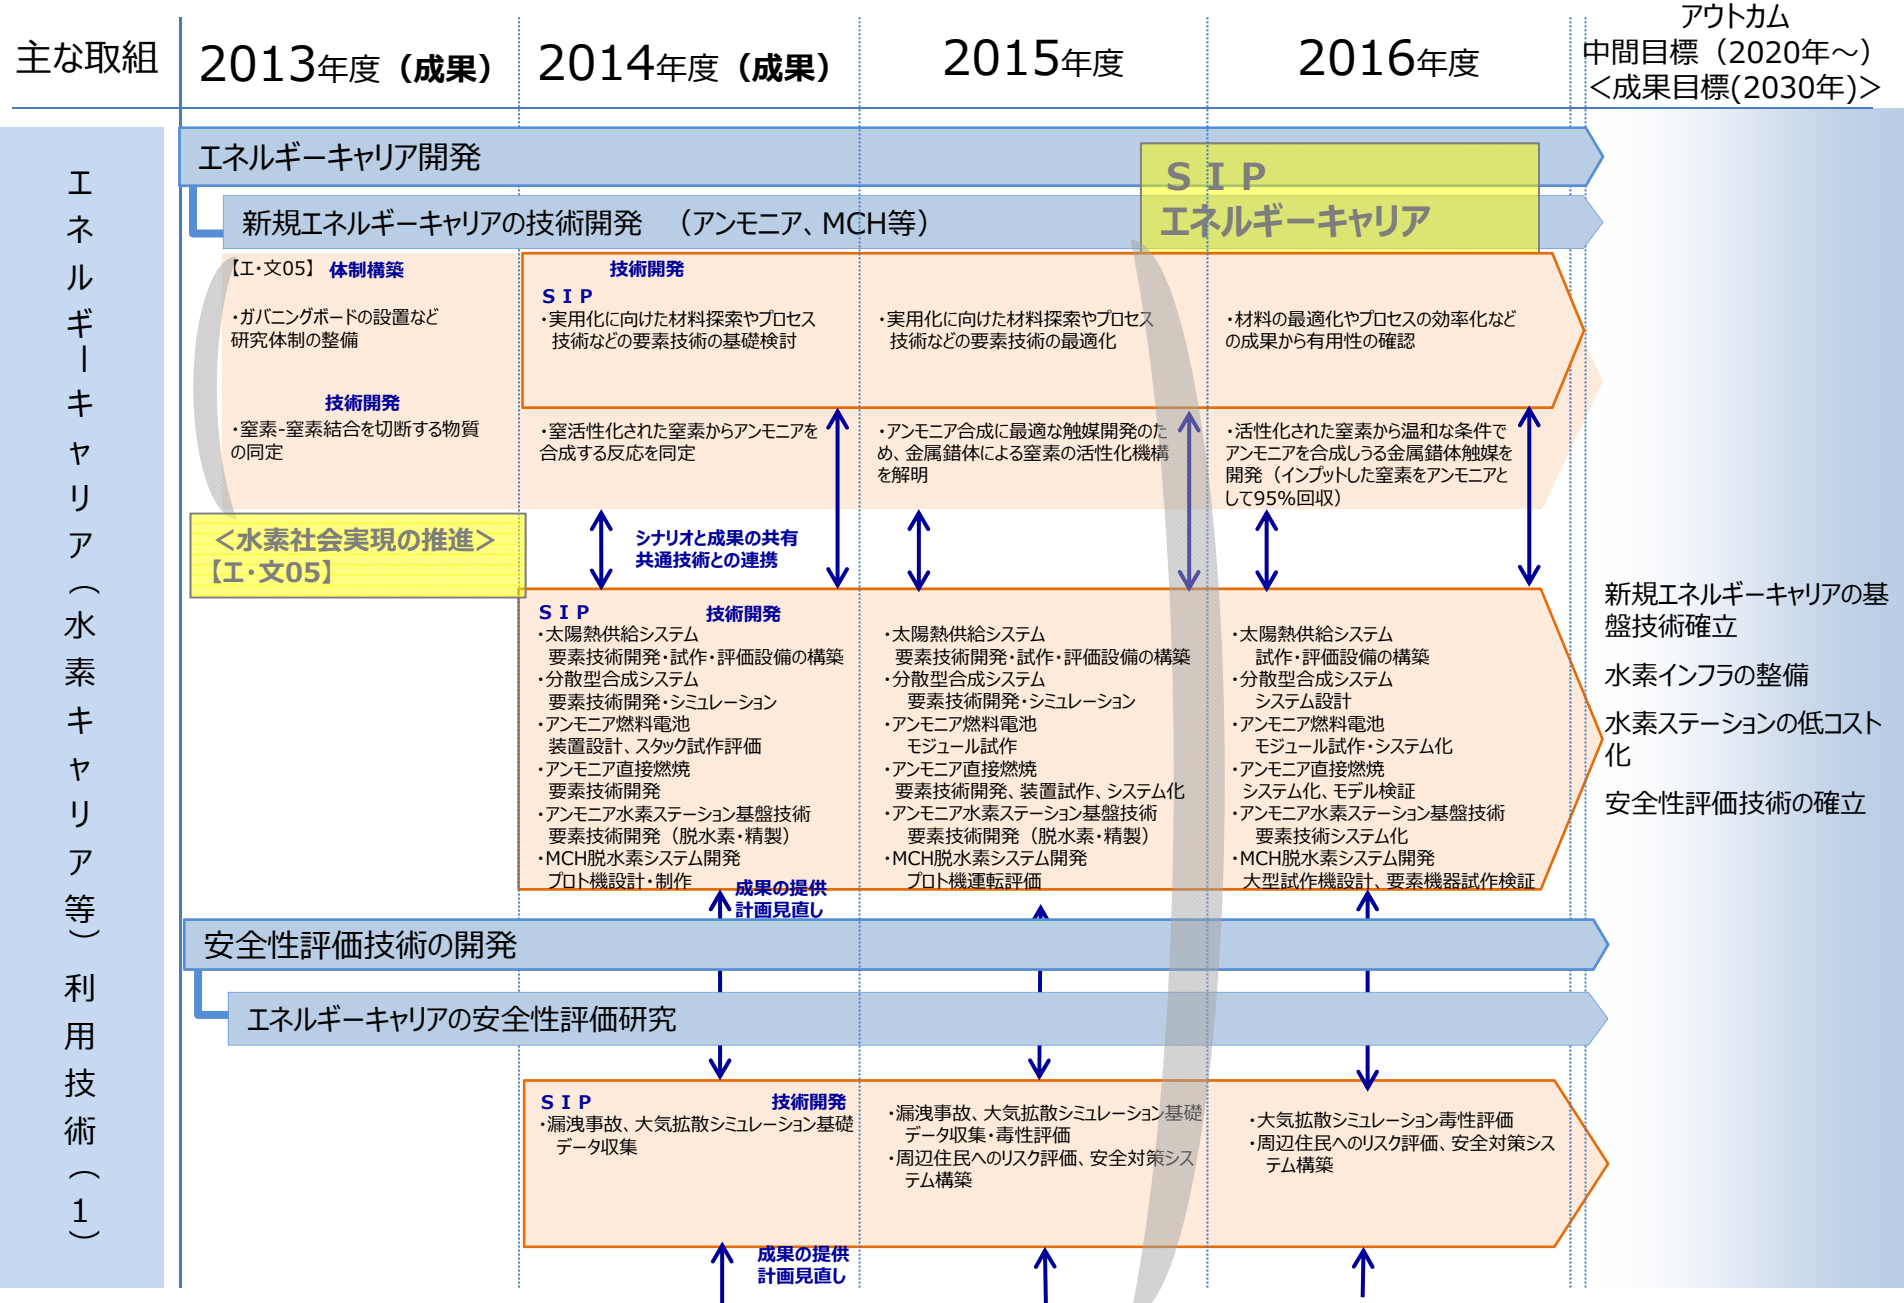 主な取組
2013年度（成果）
2014年度（成果）
2015年度
2016年度
アウトカム
中間目標（2020年～）
＜成果目標(2030年)＞
エネルギーキャリア（水素キャリア等）利用技術（1）
エネルギーキャリア開発
ＳＩＰ
エネルギーキャリア
新規エネルギーキャリアの技術開発　（アンモニア、MCH等）
【エ・文05】 体制構築
・ガバニングボードの設置など
研究体制の整備
技術開発
・窒素-窒素結合を切断する物質
の同定
技術開発
ＳＩＰ
・実用化に向けた材料探索やプロセス
技術などの要素技術の基礎検討
・実用化に向けた材料探索やプロセス
技術などの要素技術の最適化
・材料の最適化やプロセスの効率化など
の成果から有用性の確認
・窒活性化された窒素からアンモニアを
合成する反応を同定
・アンモニア合成に最適な触媒開発のた
め、金属錯体による窒素の活性化機構
を解明
・活性化された窒素から温和な条件で
アンモニアを合成しうる金属錯体触媒を
開発（インプットした窒素をアンモニアと
して95%回収）
＜水素社会実現の推進＞
【エ・文05】
シナリオと成果の共有
共通技術との連携
ＳＩＰ
技術開発
・太陽熱供給システム
要素技術開発・試作・評価設備の構築
・分散型合成システム
要素技術開発・シミュレーション
・アンモニア燃料電池
装置設計、スタック試作評価
・アンモニア直接燃焼
要素技術開発
・アンモニア水素ステーション基盤技術
要素技術開発（脱水素・精製）
・MCH脱水素システム開発
プロト機設計・制作
・太陽熱供給システム
要素技術開発・試作・評価設備の構築
・分散型合成システム
要素技術開発・シミュレーション
・アンモニア燃料電池
モジュール試作
・アンモニア直接燃焼
要素技術開発、装置試作、システム化
・アンモニア水素ステーション基盤技術
要素技術開発（脱水素・精製）
・MCH脱水素システム開発
プロト機運転評価
・太陽熱供給システム
試作・評価設備の構築
・分散型合成システム
システム設計
・アンモニア燃料電池
モジュール試作・システム化
・アンモニア直接燃焼
システム化、モデル検証
・アンモニア水素ステーション基盤技術
要素技術システム化
・MCH脱水素システム開発
大型試作機設計、要素機器試作検証
新規エネルギーキャリアの基
盤技術確立
水素インフラの整備
水素ステーションの低コスト
化
安全性評価技術の確立
成果の提供
計画見直し
安全性評価技術の開発
エネルギーキャリアの安全性評価研究
ＳＩＰ
技術開発
・漏洩事故、大気拡散シミュレーション基礎
データ収集
・漏洩事故、大気拡散シミュレーション基礎
データ収集・毒性評価
・周辺住民へのリスク評価、安全対策シス
テム構築
・大気拡散シミュレーション毒性評価
・周辺住民へのリスク評価、安全対策シス
テム構築
成果の提供
計画見直し